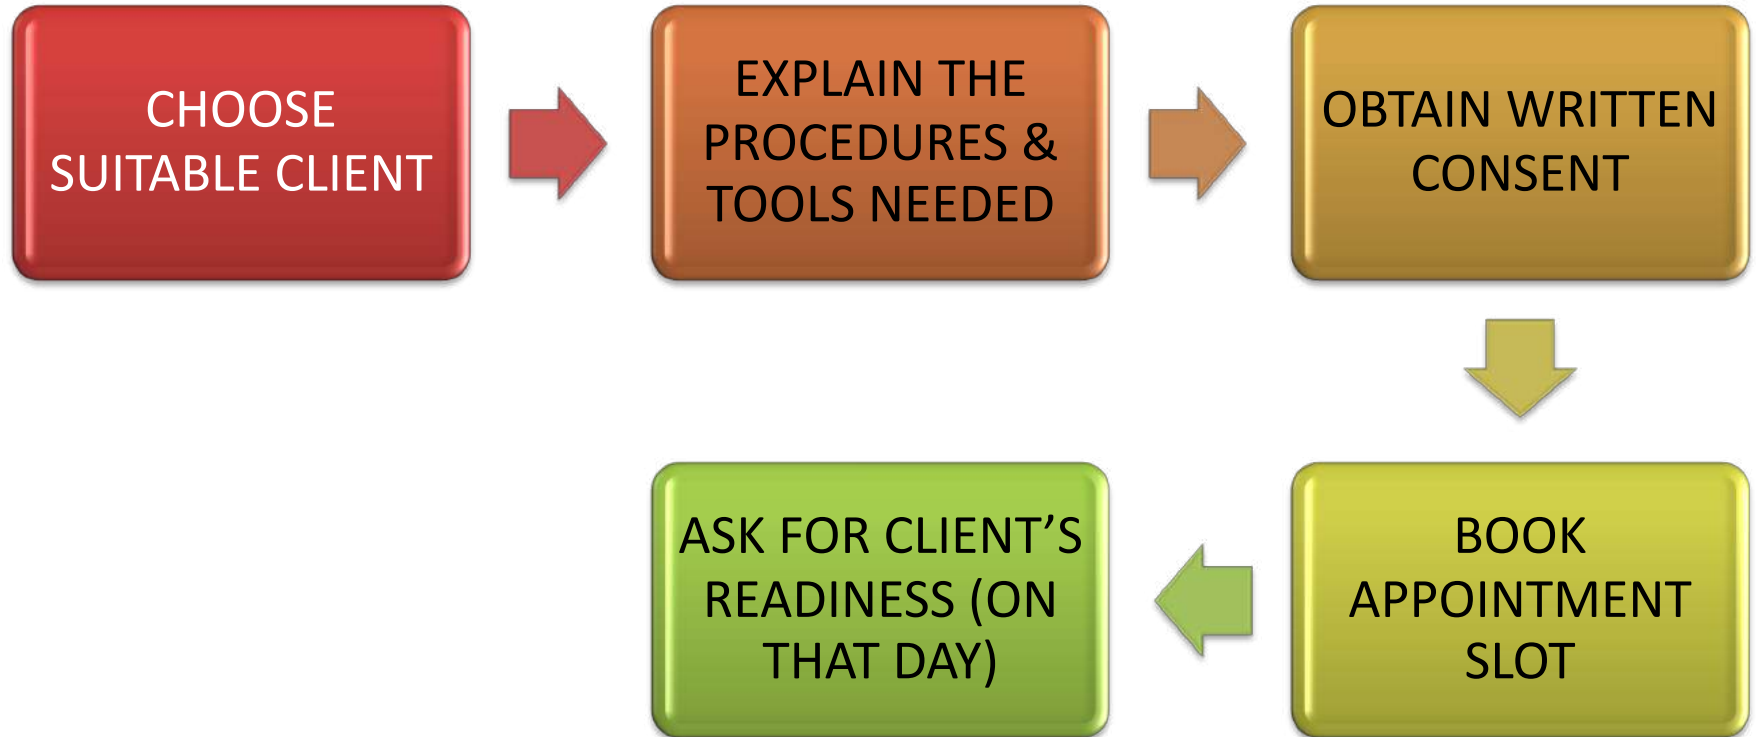 CHOOSE
SUITABLE CLIENT
EXPLAIN THE
PROCEDURES &
TOOLS NEEDED
OBTAIN WRITTEN
CONSENT
BOOK
APPOINTMENT
SLOT
ASK FOR CLIENT’S
READINESS (ON
THAT DAY)